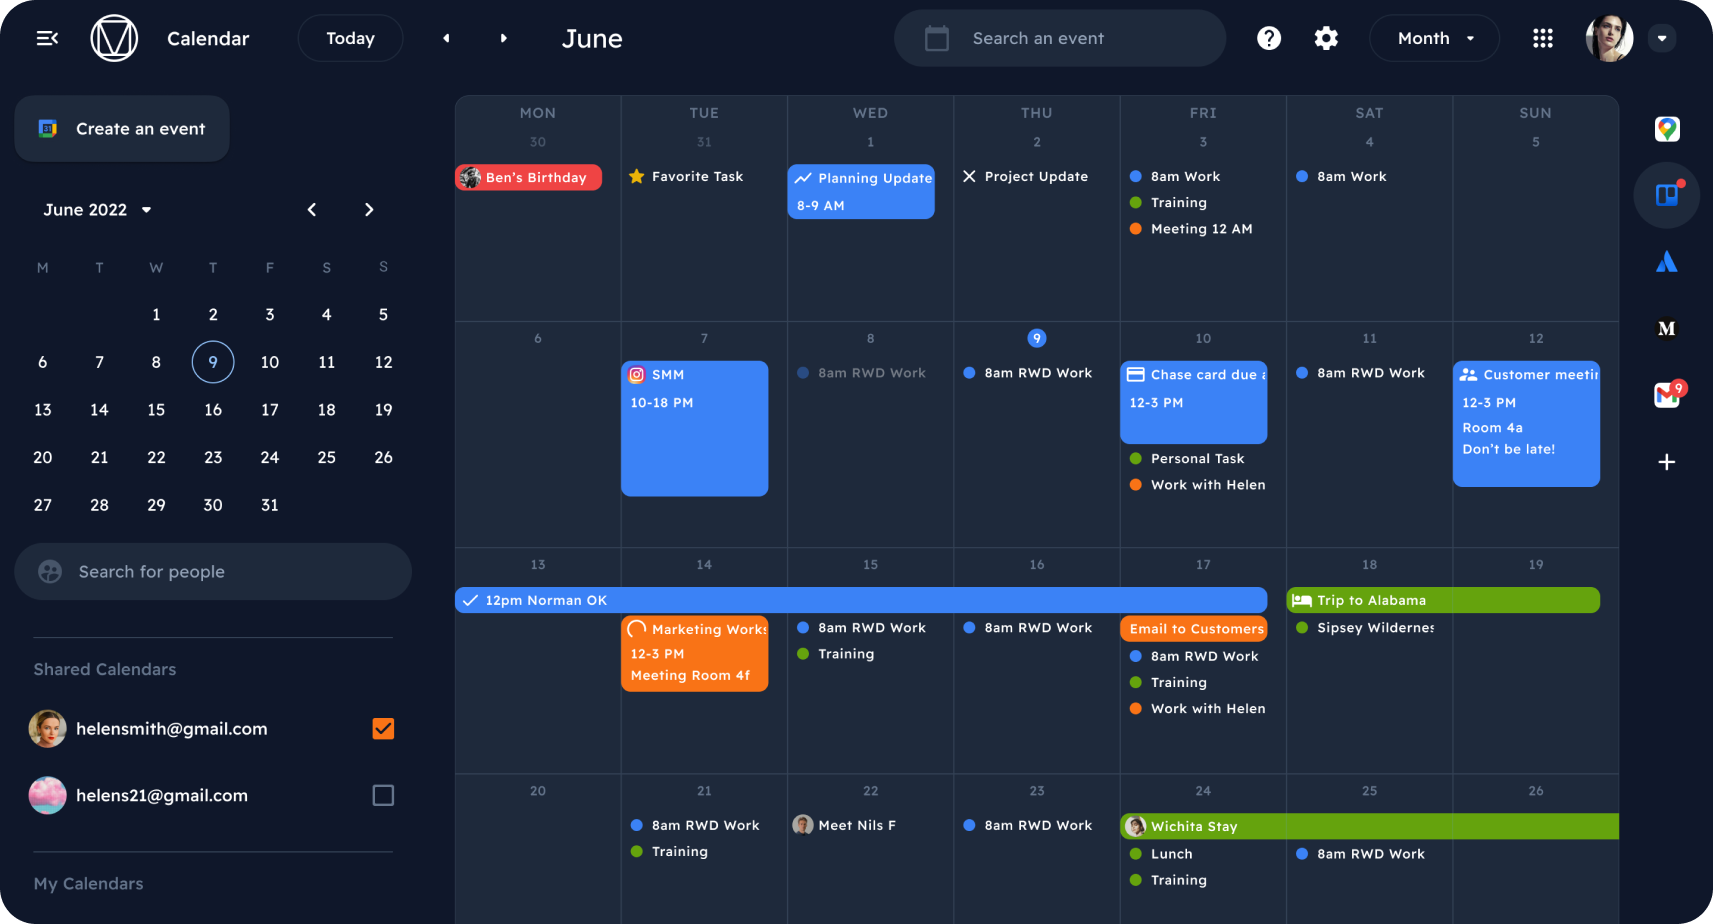 Calendar
Today
June
Search an event
Month
31
Create an event
June 2022
M T W T F S S
1 2 3 4 5
6 7 8 9 10 11 12
13 14 15 16 17 18 19
20 21 22 23 24 25 26
27 28 29 30 31
Search for people
Shared Calendars
helensmith@gmail.com
helens21@gmail.com
My Calendars
MON TUE WED THU FRI SAT SUN
30 31 1 2 3 4 5
Ben's Birthday
Favorite Task
Planning Update
8-9 AM
Project Update
8am Work
Training
Meeting 12 AM
8am Work
6 7 8 9 10 11 12
SMM
10-18 PM
8am RWD Work
8am RWD Work
Chase card due a
12-3 PM
Personal Task
Work with Helen
8am RWD Work
Customer meetin
12-3 PM
Room 4a
Don't be late!
13 14 15 16 17 18 19
12pm Norman OK
Trip to Alabama
Marketing Works
12-3 PM
Meeting Room 4f
8am RWD Work
Training
8am RWD Work
Email to Customers
8am RWD Work
Training
Work with Helen
Sipsey Wildernes
20 21 22 23 24 25 26
8am RWD Work
Training
Meet Nils F
8am RWD Work
Wichita Stay
Lunch
Training
8am RWD Work
M
9